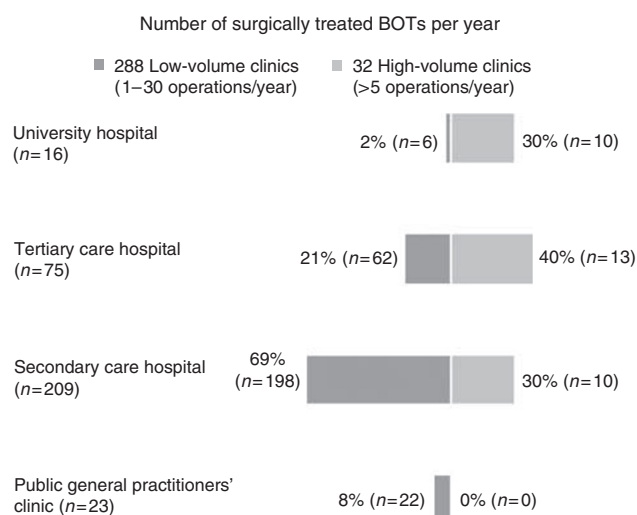 Number of surgically treated BOTs per year
288 Low-volume clinics
(1–30 operations/year)
32 High-volume clinics
(>5 operations/year)
University hospital
(n=16)
2% (n=6)
30% (n=10)
Tertiary care hospital
(n=75)
21% (n=62)
40% (n=13)
Secondary care hospital
(n=209)
69%
(n=198)
30% (n=10)
Public general practitioners’
clinic (n=23)
8% (n=22)
0% (n=0)